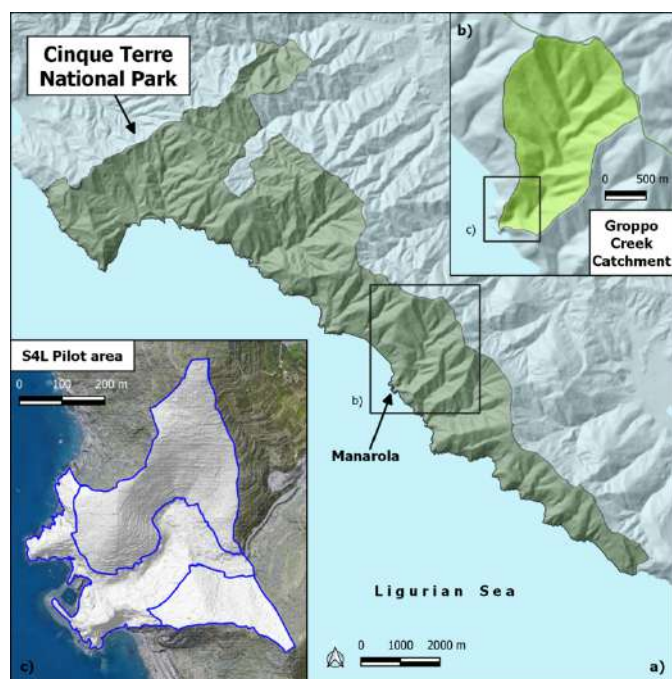 Cinque Terre
National Park
b)
0 500 m
c)
Groppo
Creek
Catchment
S4L Pilot area
0 100 200 m
b)
Manarola
Ligurian Sea
c)
0 1000 2000 m
a)